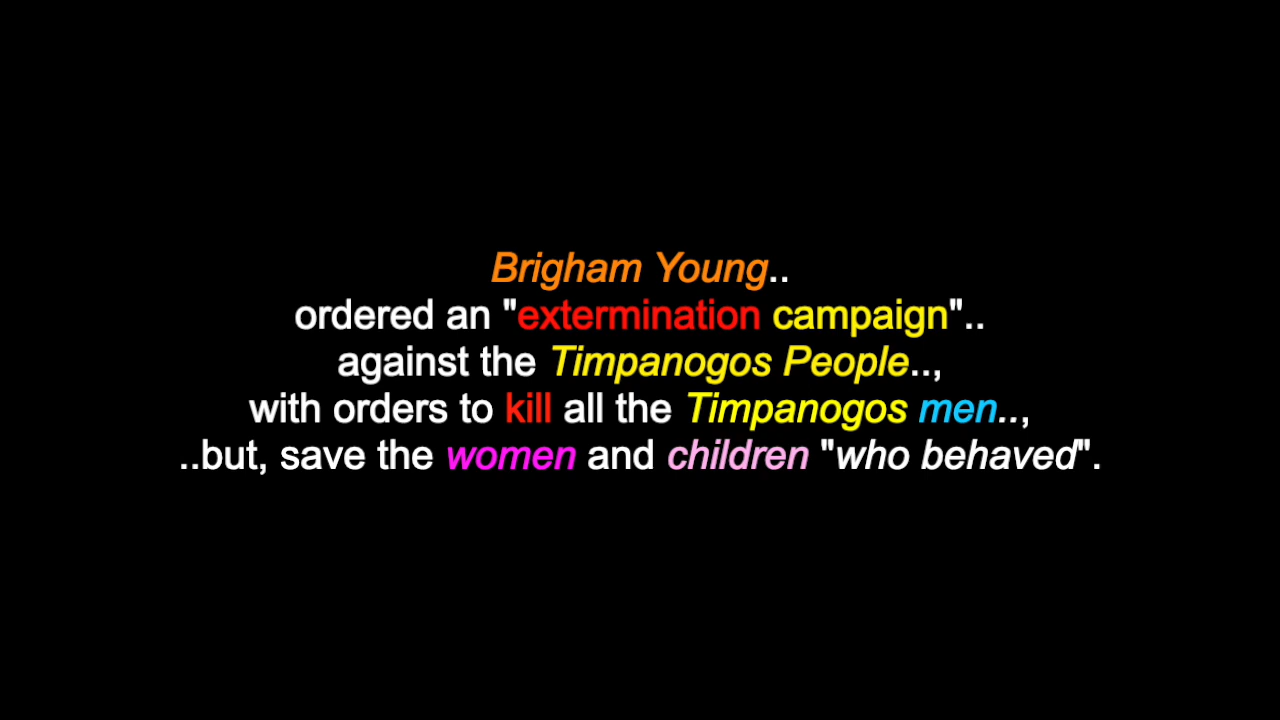 Brigham Young..
ordered an "extermination campaign"..
against the Timpanogos People..,
with orders to kill all the Timpanogos men..,
..but, save the women and children "who behaved".